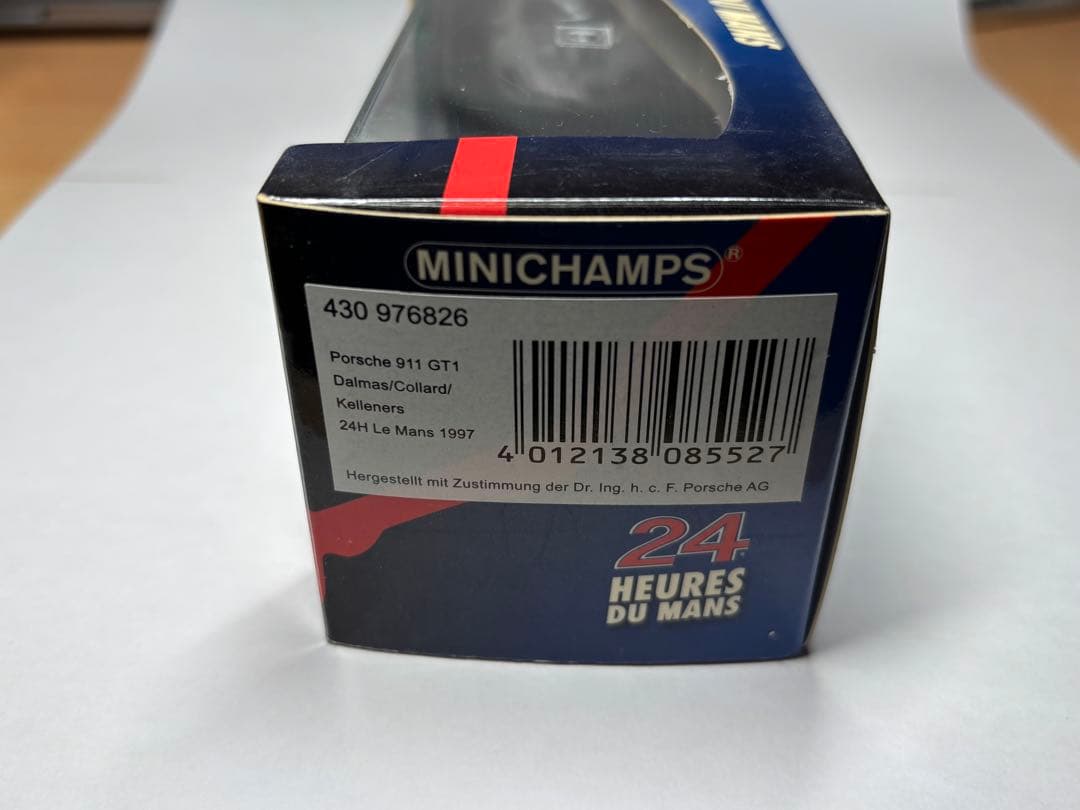 MINICHAMPS®
430 976826
Porsche 911 GT1
Dalmas/Collard/
Kelleners
24H Le Mans 1997
4 012138 085527
Hergestellt mit Zustimmung der Dr. Ing. h. c. F. Porsche AG
24
HEURES
DU MANS